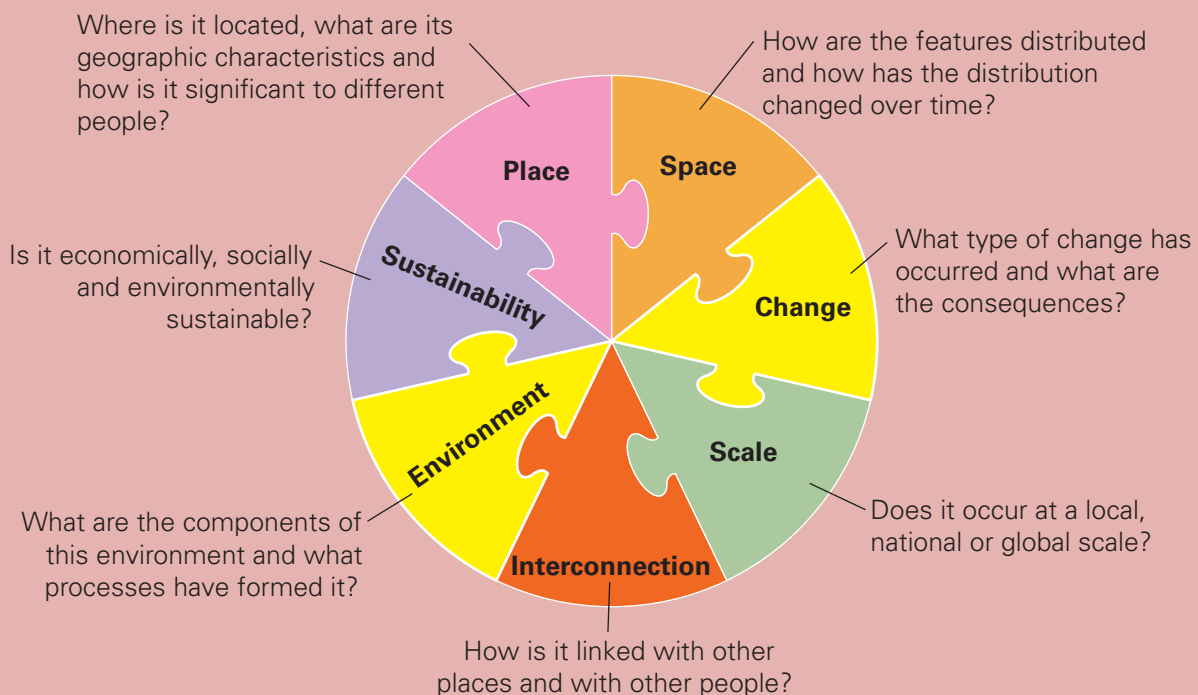 Where is it located, what are its
geographic characteristics and
how is it significant to different
people?
Place
How are the features distributed
and how has the distribution
changed over time?
Space
What type of change has
occurred and what are
the consequences?
Change
Does it occur at a local,
national or global scale?
Scale
How is it linked with other
places and with other people?
Interconnection
What are the components of
this environment and what
processes have formed it?
Environment
Is it economically, socially
and environmentally
sustainable?
Sustainability